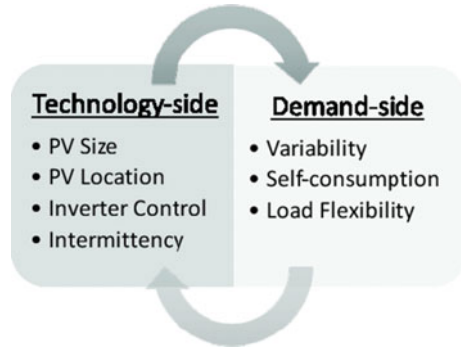 Technology-side
• PV Size
• PV Location
• Inverter Control
• Intermittency
Demand-side
• Variability
• Self-consumption
• Load Flexibility